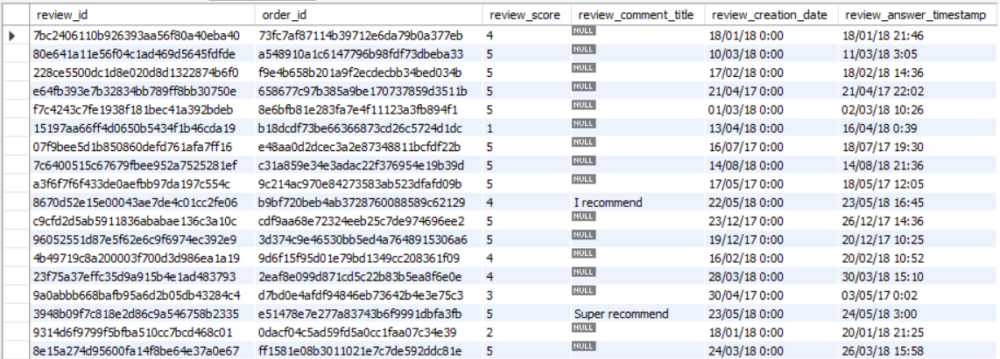 review_id order_id review_score review_comment_title review_creation_date review_answer_timestamp
7bc2406110b926393aa56f80a40eba40 73fc7af87114b39712e6da79b0a377eb 4 NULL 18/01/18 0:00 18/01/18 21:46
80e641a11e56f04c1ad469d5645fdfde a548910a1c6147796b98fdf73dbeba33 5 NULL 10/03/18 0:00 11/03/18 3:05
228ce5500dc1d8e020d8d1322874b6f0 f9e4b658b201a9f2ecdecbb34bed034b 5 NULL 17/02/18 0:00 18/02/18 14:36
e64fb393e7b32834bb789ff8bb30750e 658677c97b385a9be170737859d3511b 5 NULL 21/04/17 0:00 21/04/17 22:02
f7c4243c7fe1938f181bec41a392bdeb 8e6bfb81e283fa7e4f11123a3fb894f1 5 NULL 01/03/18 0:00 02/03/18 10:26
15197aa66ff4d0650b5434f1b46cda19 b18dcdf73be66366873cd26c5724d1dc 1 NULL 13/04/18 0:00 16/04/18 0:39
07f9bee5d1b850860defd761afa7ff16 e48aa0d2dcec3a2e87348811bcfdf22b 5 NULL 16/07/17 0:00 18/07/17 19:30
7c6400515c67679fbee952a7525281ef c31a859e34e3adac22f376954e19b39d 5 NULL 14/08/18 0:00 14/08/18 21:36
a3f6f7f6f433de0aefbb97da197c554c 9c214ac970e84273583ab523dfafd09b 5 NULL 17/05/17 0:00 18/05/17 12:05
8670d52e15e00043ae7de4c01cc2fe06 b9bf720beb4ab3728760088589c62129 4 I recommend 22/05/18 0:00 23/05/18 16:45
c9cfd2d5ab5911836ababae136c3a10c cdf9aa68e72324eeb25c7de974696ee2 5 NULL 23/12/17 0:00 26/12/17 14:36
96052551d87e5f62e6c9f6974ec392e9 3d374c9e46530bb5ed4a7648915306a6 5 NULL 19/12/17 0:00 20/12/17 10:25
4b49719c8a200003f700d3d986ea1a19 9d6f15f95d01e79bd1349cc208361f09 4 NULL 16/02/18 0:00 20/02/18 10:52
23f75a37effc35d9a915b4e1ad483793 2eaf8e099d871cd5c22b83b5ea8f6e0e 4 NULL 28/03/18 0:00 30/03/18 15:10
9a0abbb668bafb95a6d2b05db43284c4 d7bd0e4afdf94846eb73642b4e3e75c3 3 NULL 30/04/17 0:00 03/05/17 0:02
3948b09f7c818e2d86c9a546758b2335 e51478e7e277a83743b6f9991dbfa3fb 5 Super recommend 23/05/18 0:00 24/05/18 3:00
9314d6f9799f5bfba510cc7bcd468c01 0dacf04c5ad59fd5a0cc1faa07c34e39 2 NULL 18/01/18 0:00 20/01/18 21:25
8e15a274d95600fa14f8be64e37a0e67 ff1581e08b3011021e7c7de592ddc81e 5 NULL 24/03/18 0:00 26/03/18 15:58